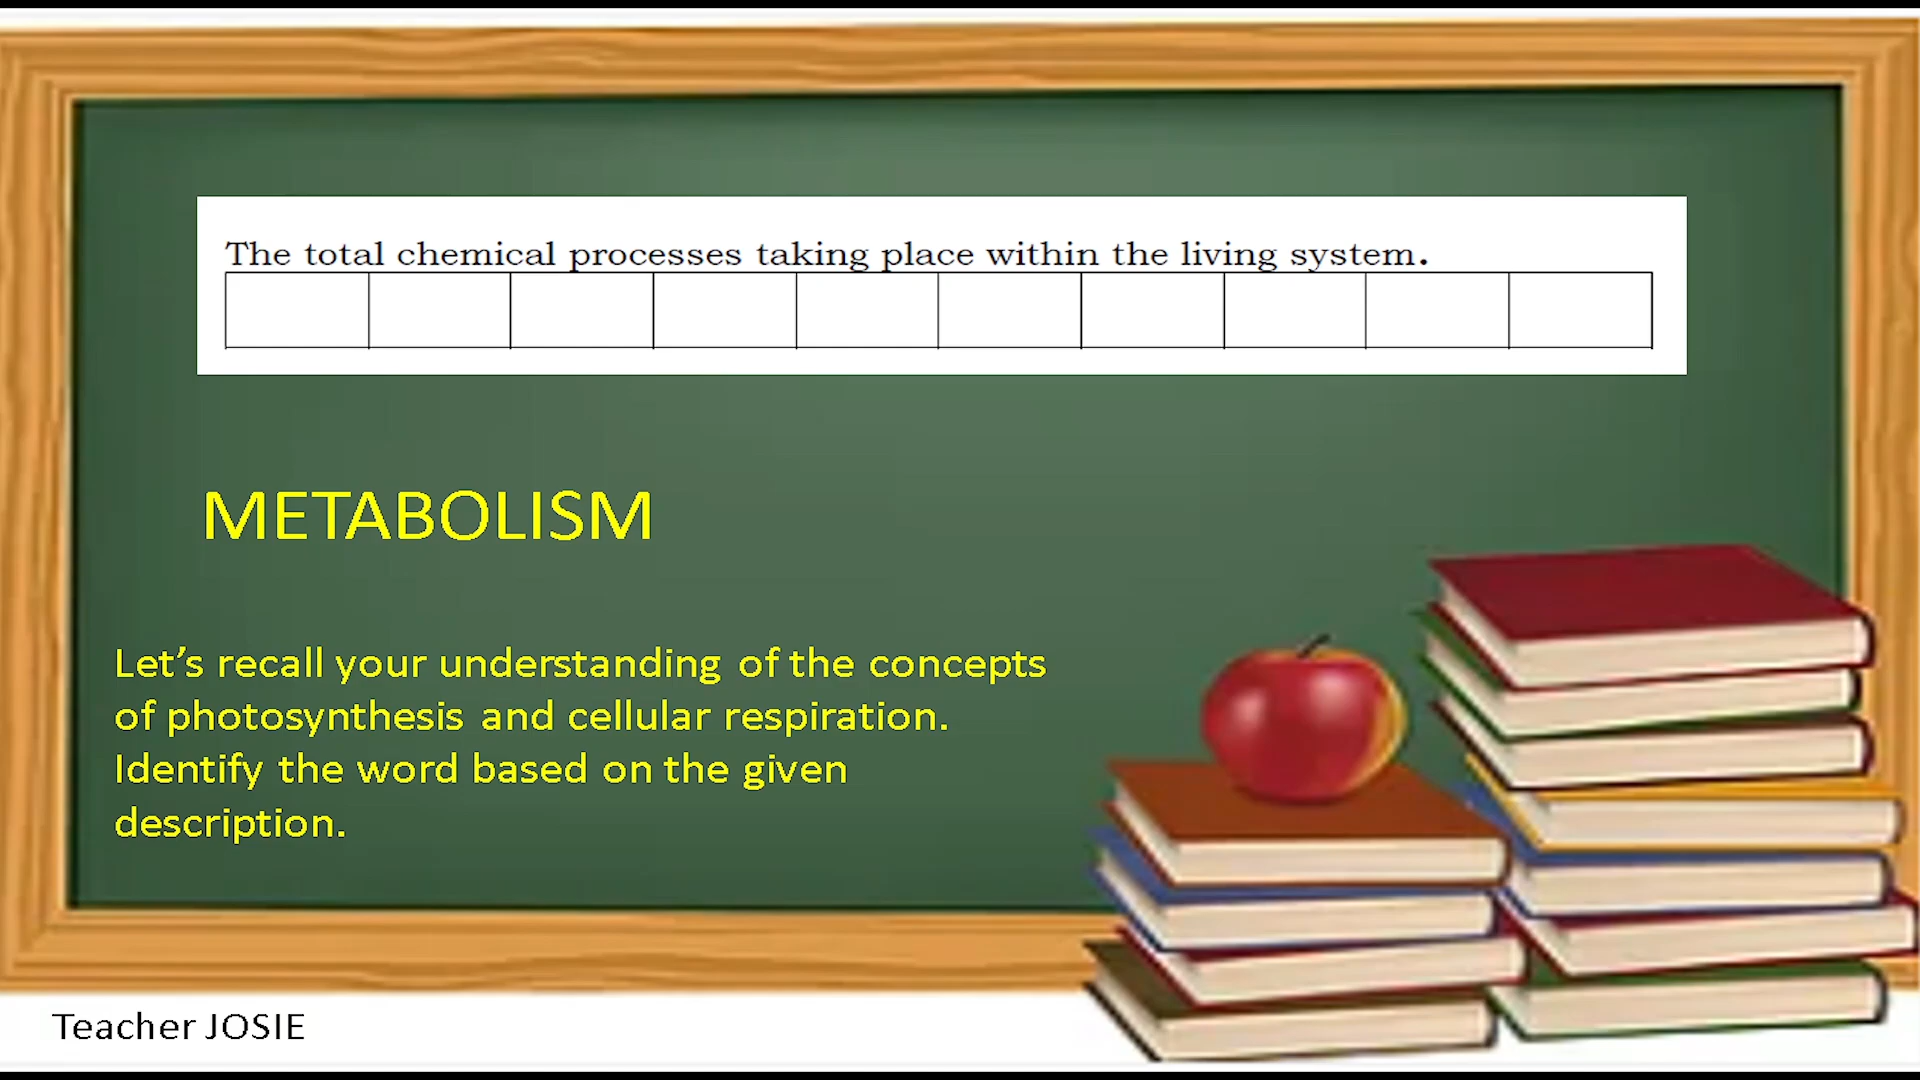 The total chemical processes taking place within the living system.
METABOLISM
Let’s recall your understanding of the concepts
of photosynthesis and cellular respiration.
Identify the word based on the given
description.
Teacher JOSIE